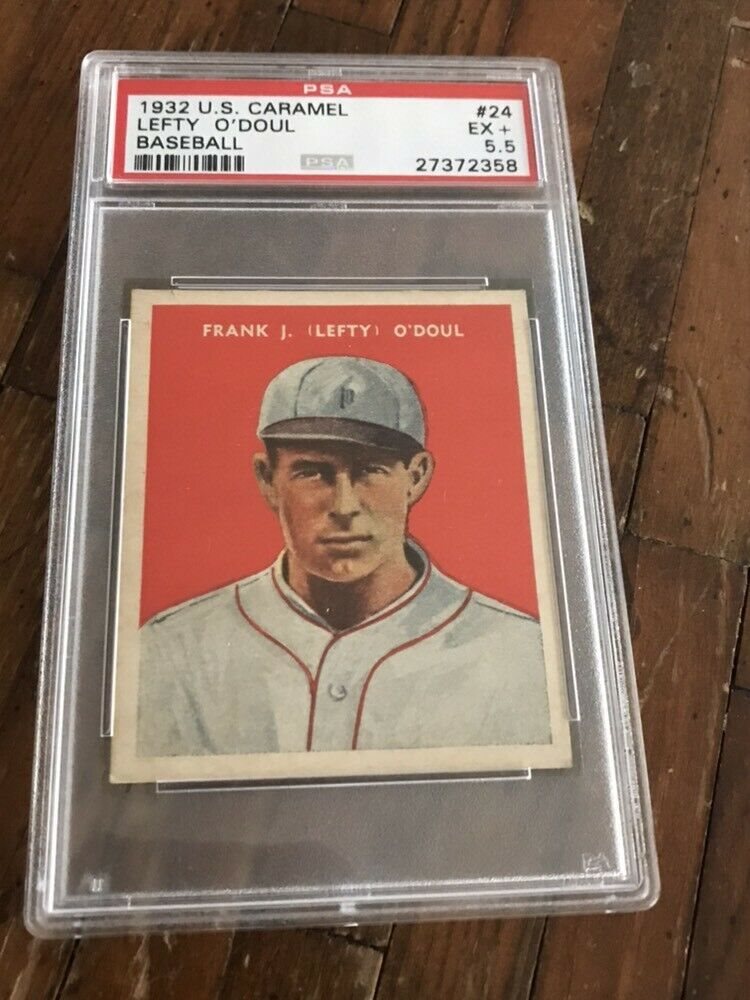 PSA
1932 U.S. CARAMEL #24
LEFTY O'DOUL EX +
BASEBALL 5.5
PSA 27372358
FRANK J. (LEFTY) O'DOUL
P